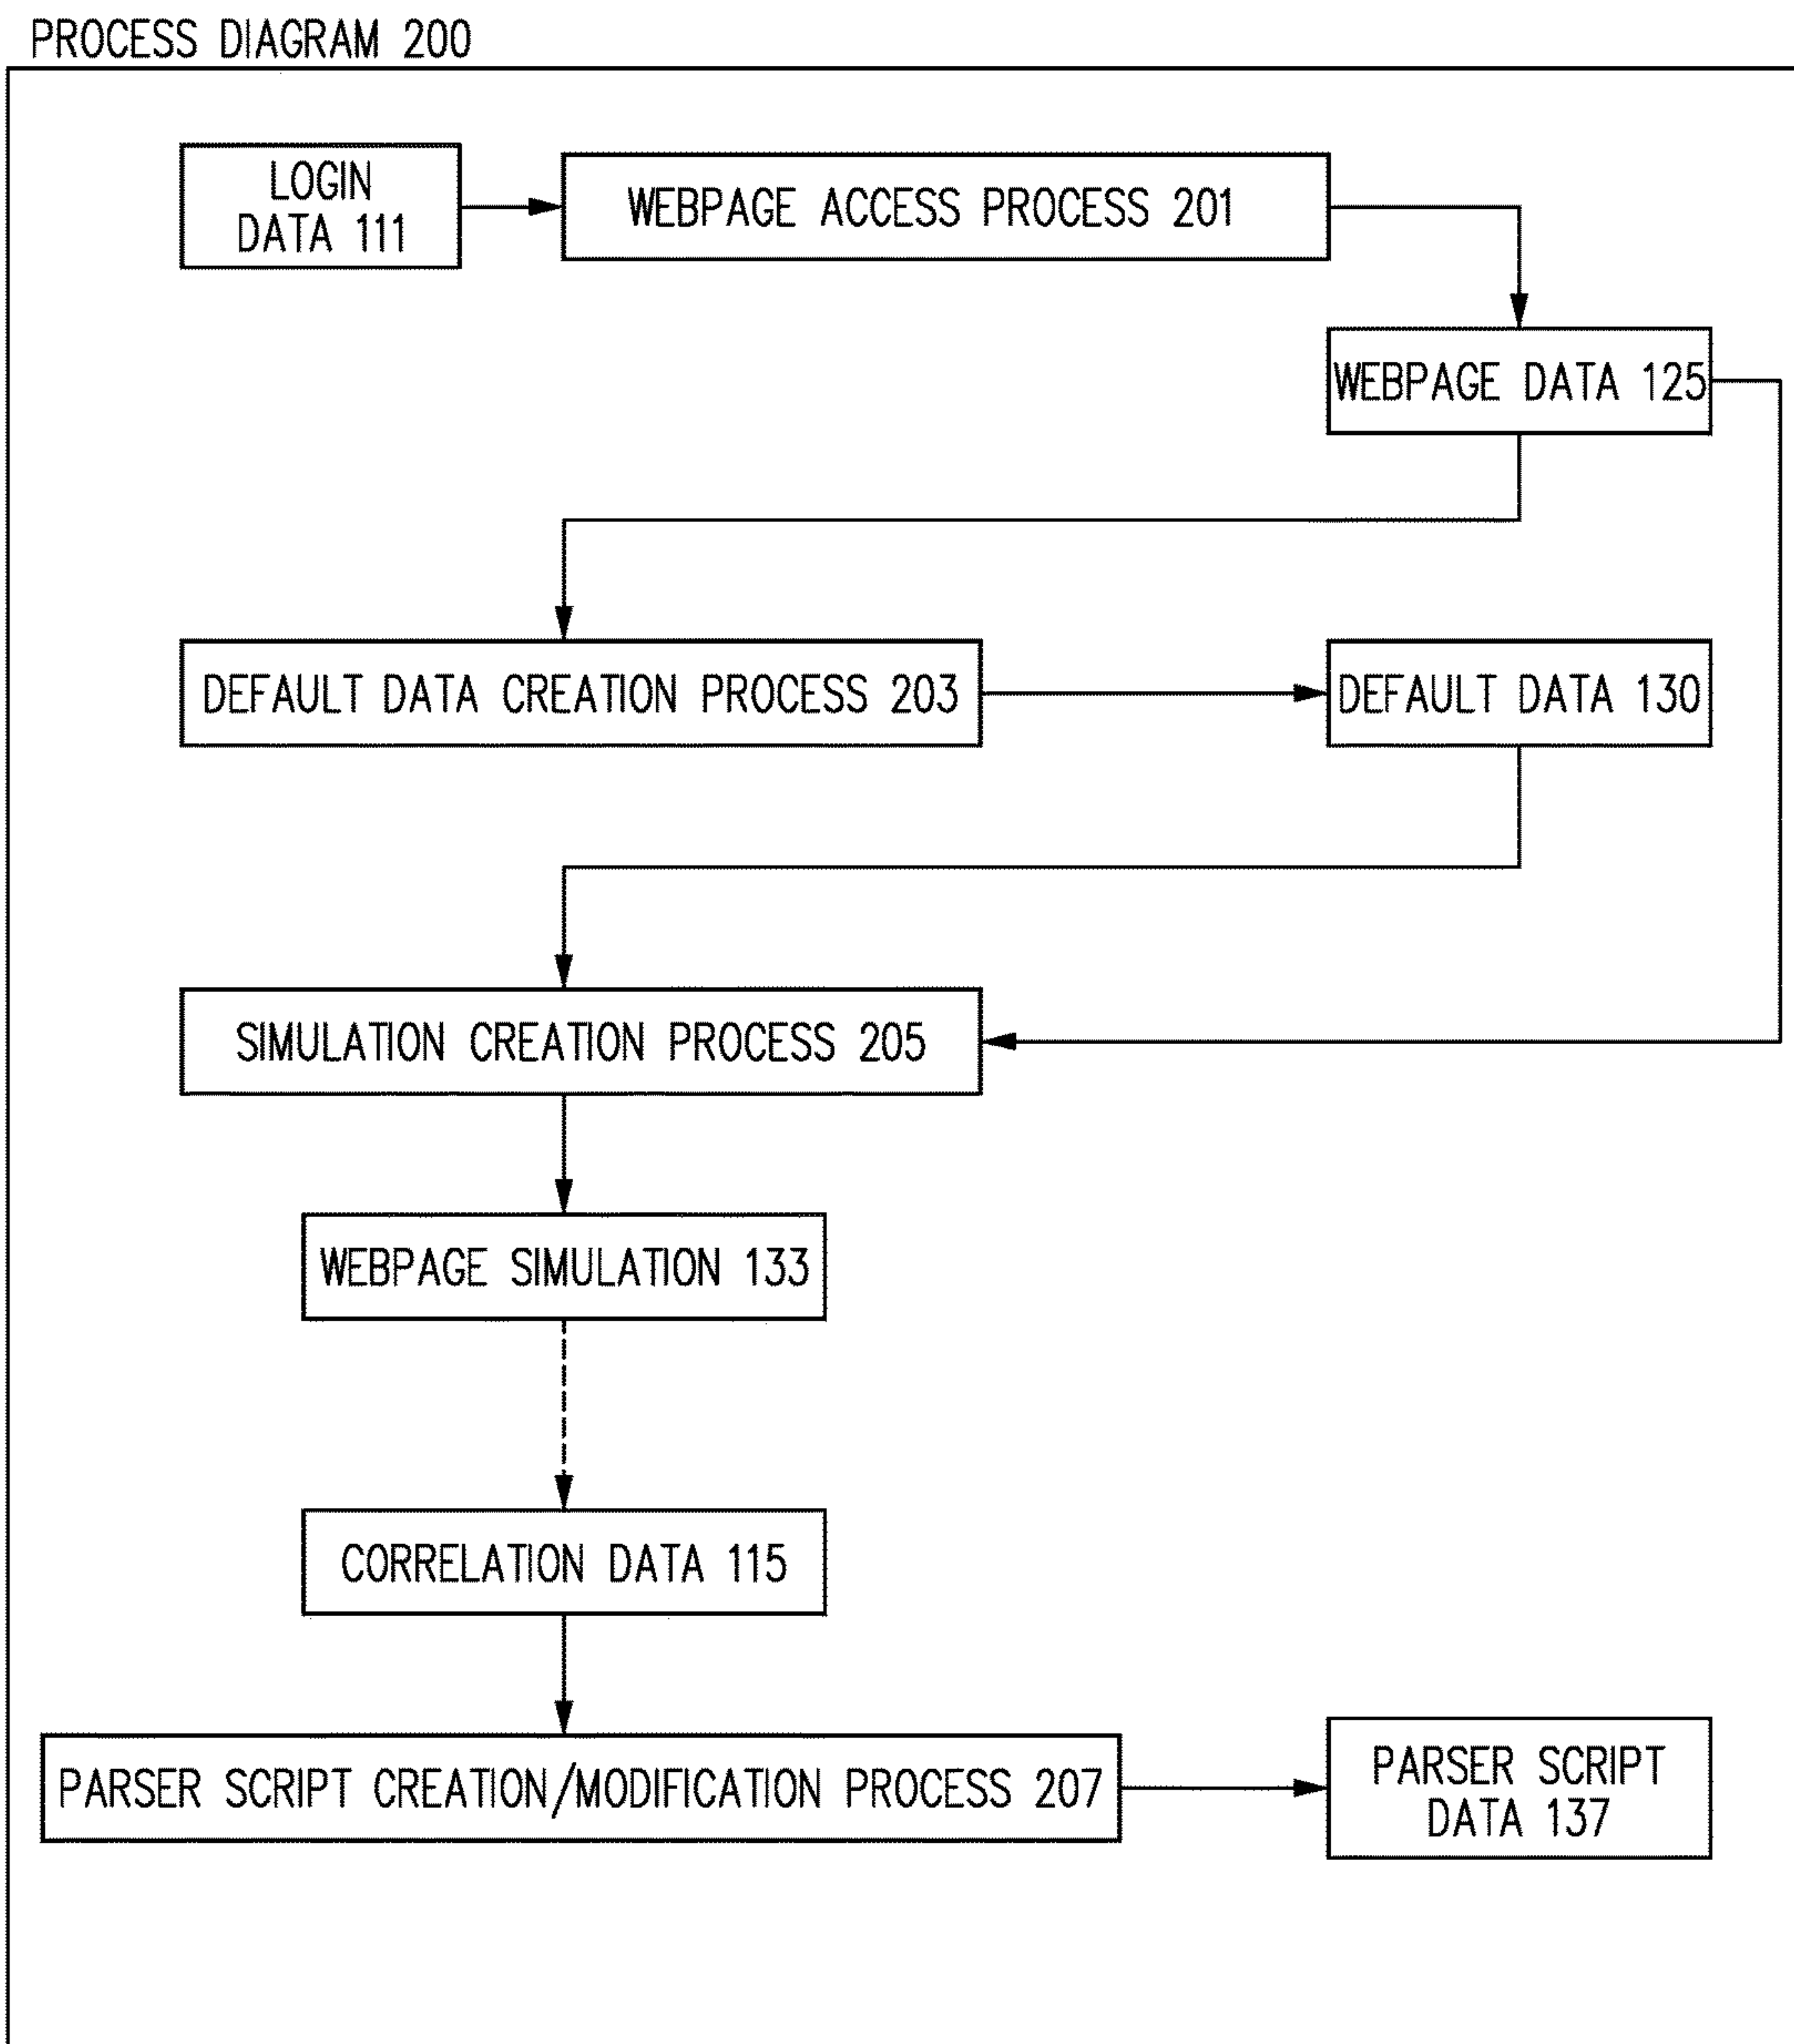 PROCESS DIAGRAM 200
LOGIN
DATA 111
WEBPAGE ACCESS PROCESS 201
WEBPAGE DATA 125
DEFAULT DATA CREATION PROCESS 203
DEFAULT DATA 130
SIMULATION CREATION PROCESS 205
WEBPAGE SIMULATION 133
CORRELATION DATA 115
PARSER SCRIPT CREATION/MODIFICATION PROCESS 207
PARSER SCRIPT
DATA 137